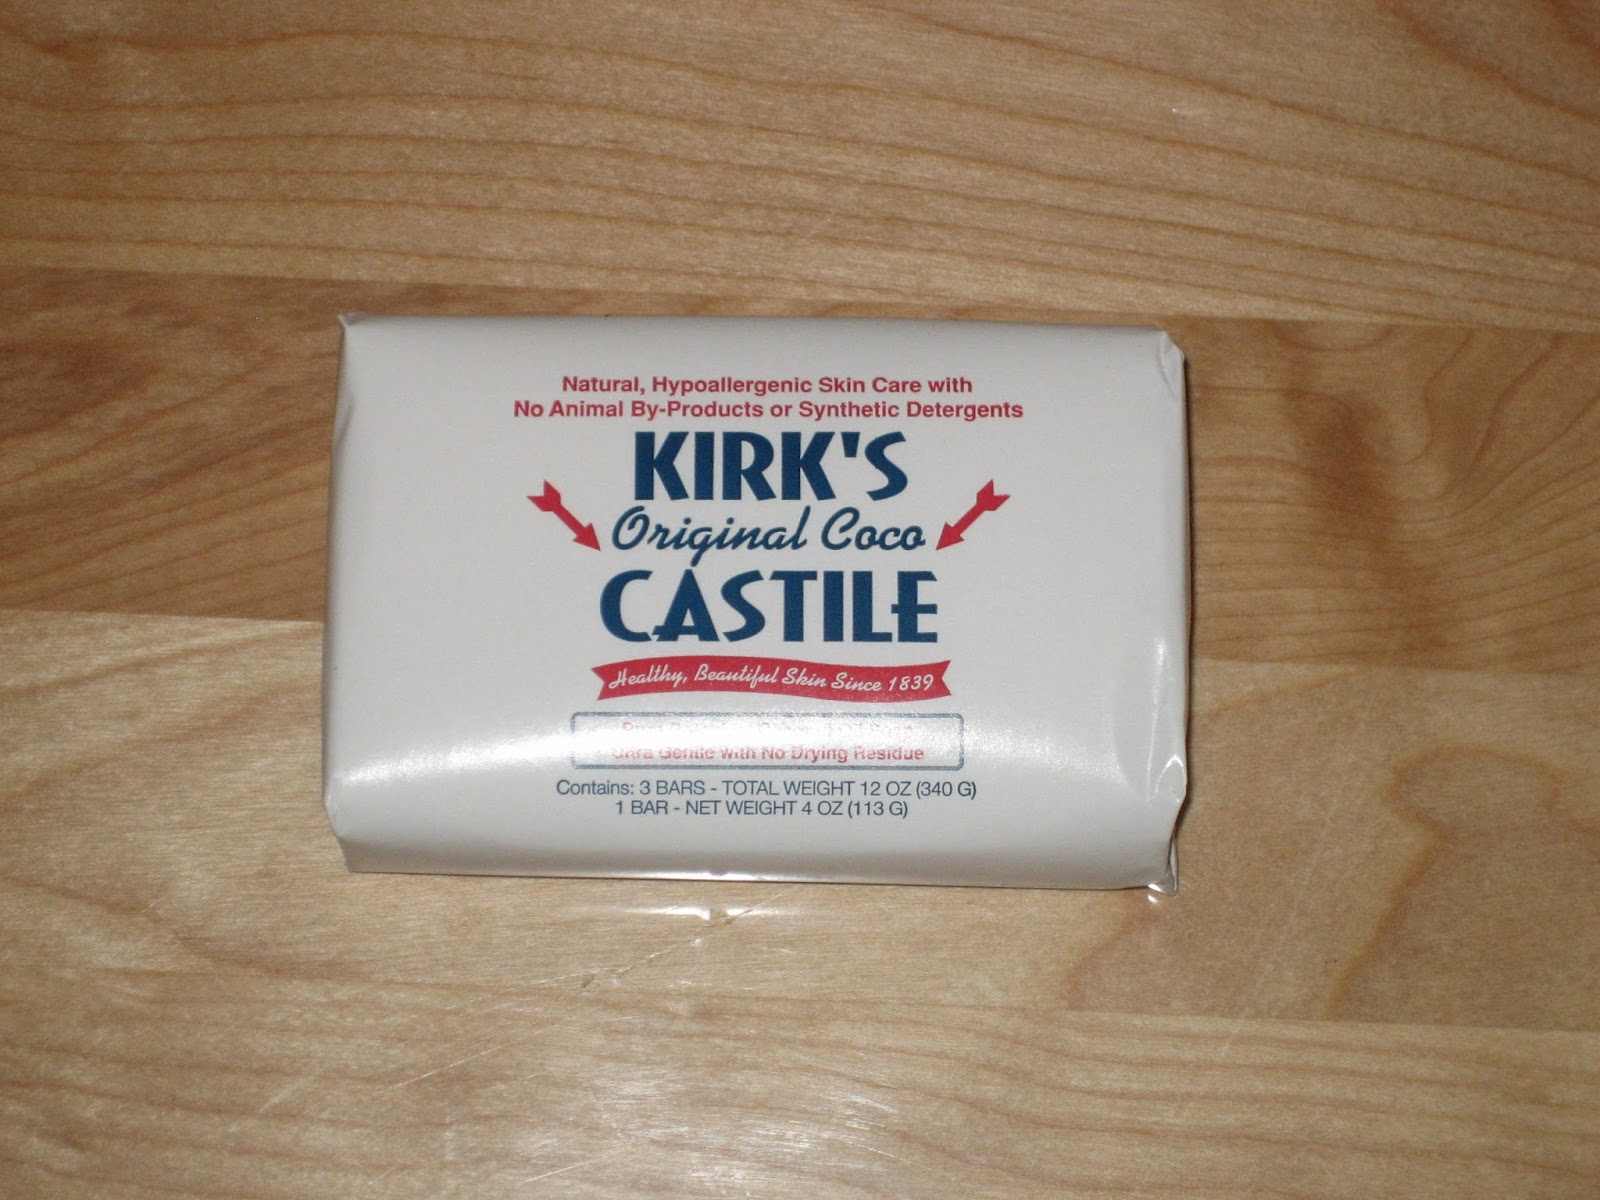 Natural, Hypoallergenic Skin Care with
No Animal By-Products or Synthetic Detergents
KIRK'S
Original Coco
CASTILE
Healthy, Beautiful Skin Since 1839
Gentle with No Drying Residue
Contains: 3 BARS - TOTAL WEIGHT 12 OZ (340 G)
1 BAR - NET WEIGHT 4 OZ (113 G)